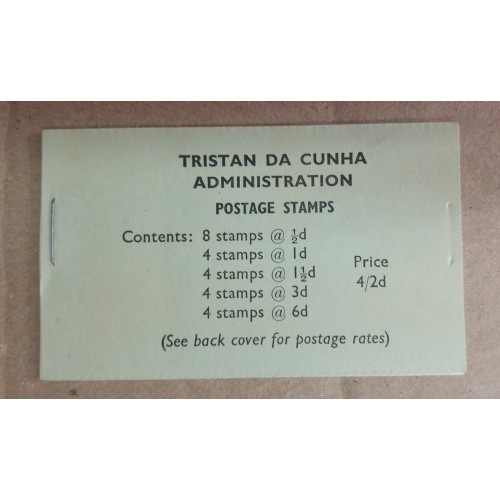 TRISTAN DA CUNHA
ADMINISTRATION
POSTAGE STAMPS
Contents: 8 stamps @ ½d
4 stamps @ 1d
4 stamps @ 1½d
4 stamps @ 3d
4 stamps @ 6d
Price
4/2d
(See back cover for postage rates)